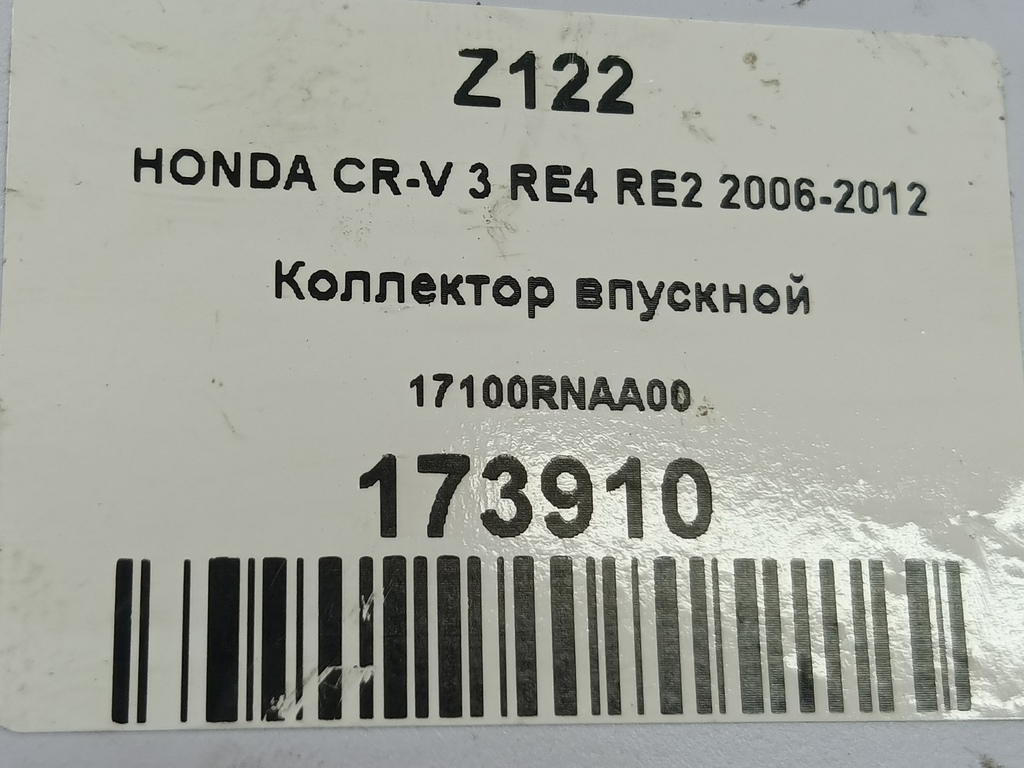 Z122
HONDA CR-V 3 RE4 RE2 2006-2012
Коллектор впускной
17100RNAA00
173910